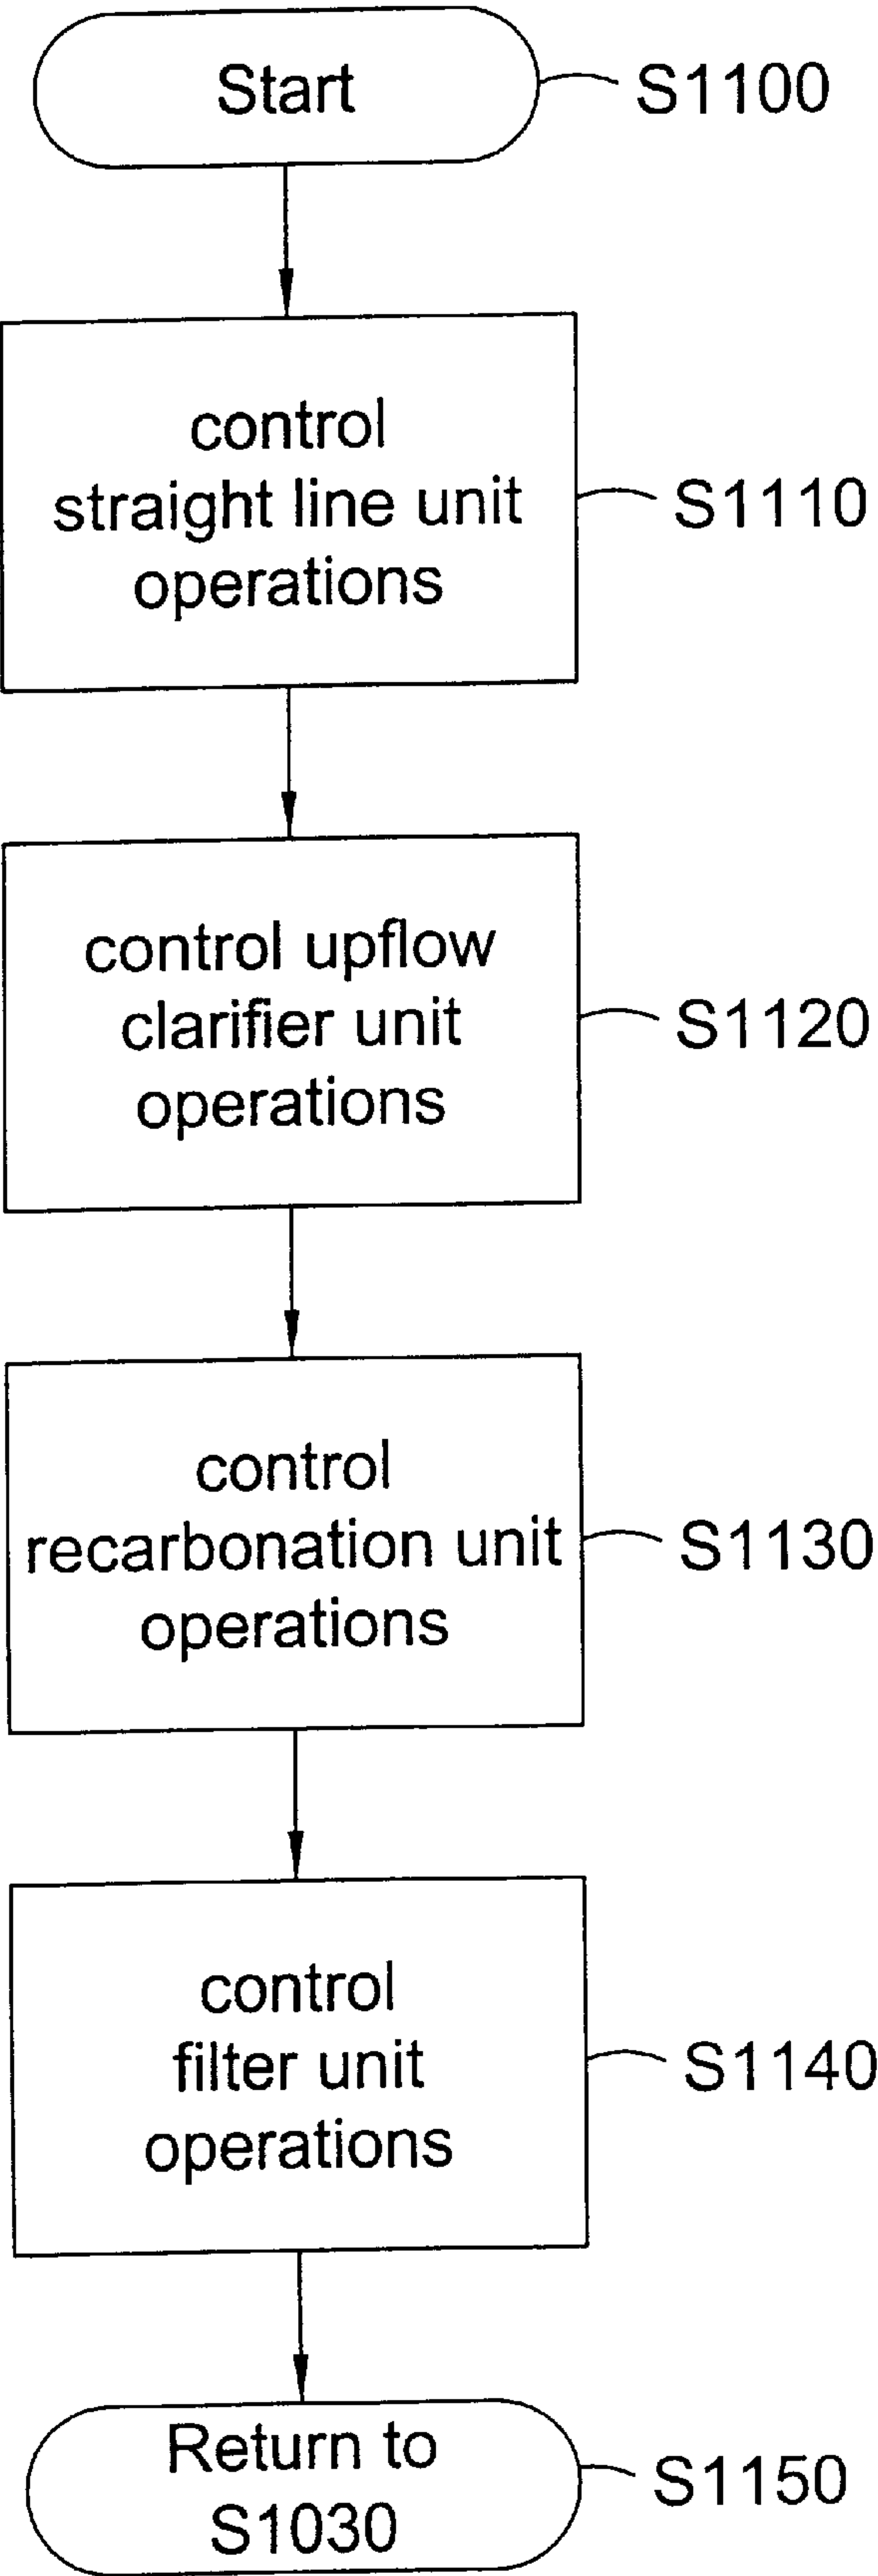 Start
S1100
control
straight line unit
operations
S1110
control upflow
clarifier unit
operations
S1120
control
recarbonation unit
operations
S1130
control
filter unit
operations
S1140
Return to
S1030
S1150